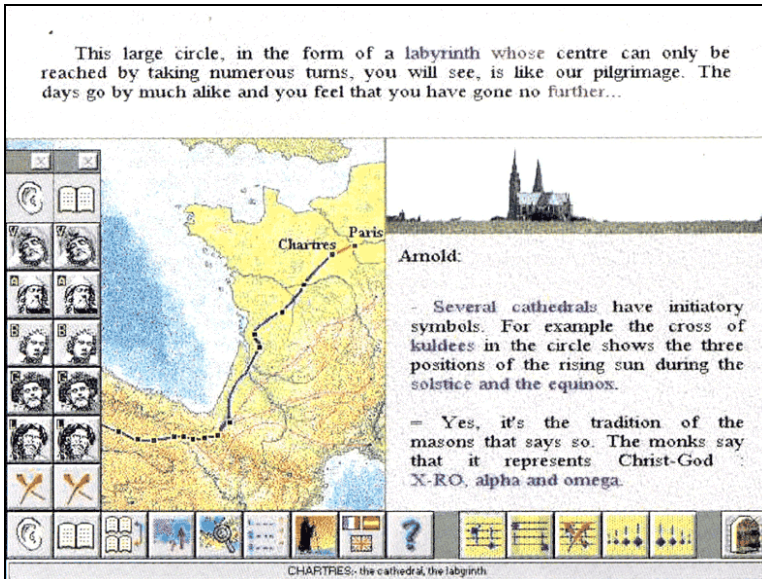 This large circle, in the form of a labyrinth whose centre can only be
reached by taking numerous turns, you will see, is like our pilgrimage. The
days go by much alike and you feel that you have gone no further...
Paris
Chartres
Arnold:
- Several cathedrals have initiatory
symbols. For example the cross of
kuldees in the circle shows the three
positions of the rising sun during the
solstice and the equinox.
= Yes, it's the tradition of the
masons that says so. The monks say
that it represents Christ-God :
X-RO, alpha and omega.
V V
A A
B B
G G
L L
?
CHARTRES:- the cathedral, the labyrinth